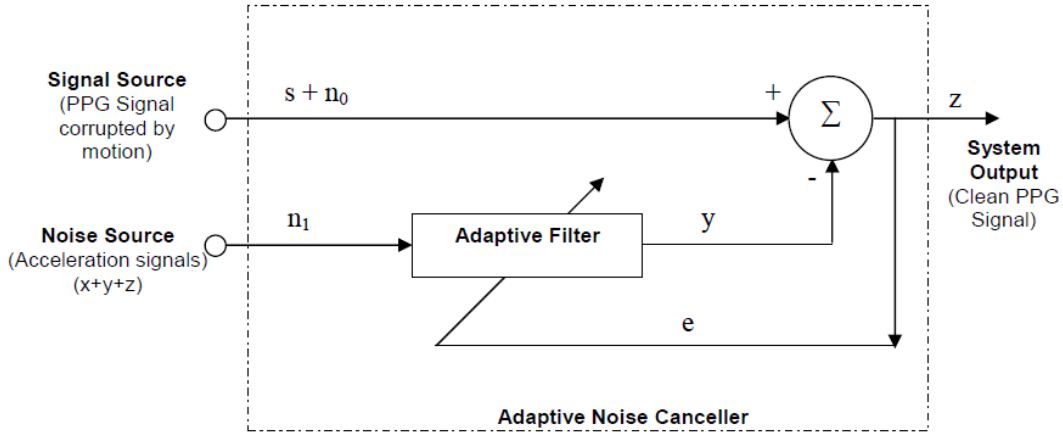 Signal Source
(PPG Signal
corrupted by
motion)
s + n₀
+
Σ
-
z
System
Output
(Clean PPG
Signal)
Noise Source
(Acceleration signals)
(x+y+z)
n₁
Adaptive Filter
y
e
Adaptive Noise Canceller